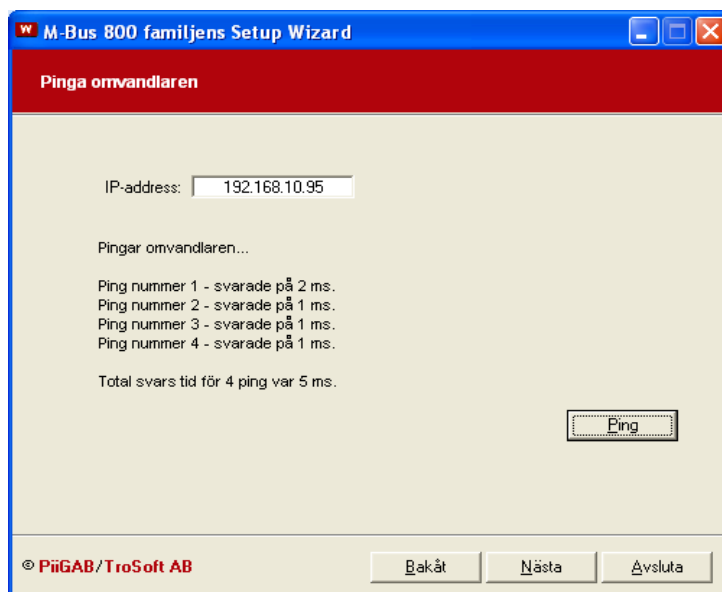 M-Bus 800 familjens Setup Wizard
Pinga omvandlaren
IP-address: 192.168.10.95
Pingar omvandlaren...
Ping nummer 1 - svarade på 2 ms.
Ping nummer 2 - svarade på 1 ms.
Ping nummer 3 - svarade på 1 ms.
Ping nummer 4 - svarade på 1 ms.
Total svars tid för 4 ping var 5 ms.
Ping
© PiiGAB/TroSoft AB
Bakåt Nästa Avsluta